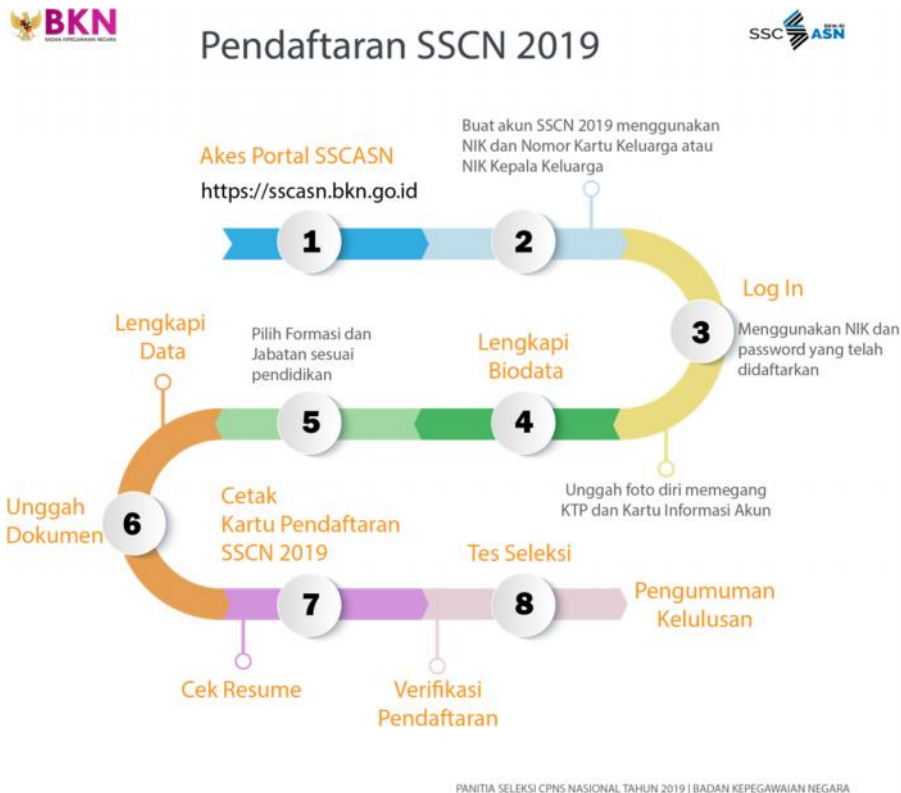 BKN
BADAN KEPEGAWAIAN NEGARA
Pendaftaran SSCN 2019
SSC
BKN-RI
ASN
Akes Portal SSCASN
https://sscasn.bkn.go.id
1
Buat akun SSCN 2019 menggunakan
NIK dan Nomor Kartu Keluarga atau
NIK Kepala Keluarga
2
Log In
3
Menggunakan NIK dan
password yang telah
didaftarkan
Unggah foto diri memegang
KTP dan Kartu Informasi Akun
Lengkapi
Biodata
4
Pilih Formasi dan
Jabatan sesuai
pendidikan
5
Lengkapi
Data
Unggah
Dokumen
6
Cek Resume
Cetak
Kartu Pendaftaran
SSCN 2019
7
Verifikasi
Pendaftaran
Tes Seleksi
8
Pengumuman
Kelulusan
PANITIA SELEKSI CPNS NASIONAL TAHUN 2019 | BADAN KEPEGAWAIAN NEGARA